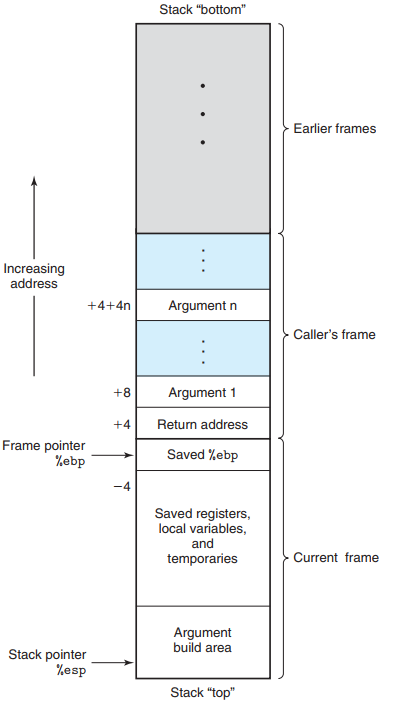 Stack “bottom”
Earlier frames
Increasing
address
+4+4n
Argument n
Caller’s frame
+8
Argument 1
+4
Return address
Frame pointer
%ebp
Saved %ebp
−4
Saved registers,
local variables,
and
temporaries
Current frame
Argument
build area
Stack pointer
%esp
Stack “top”